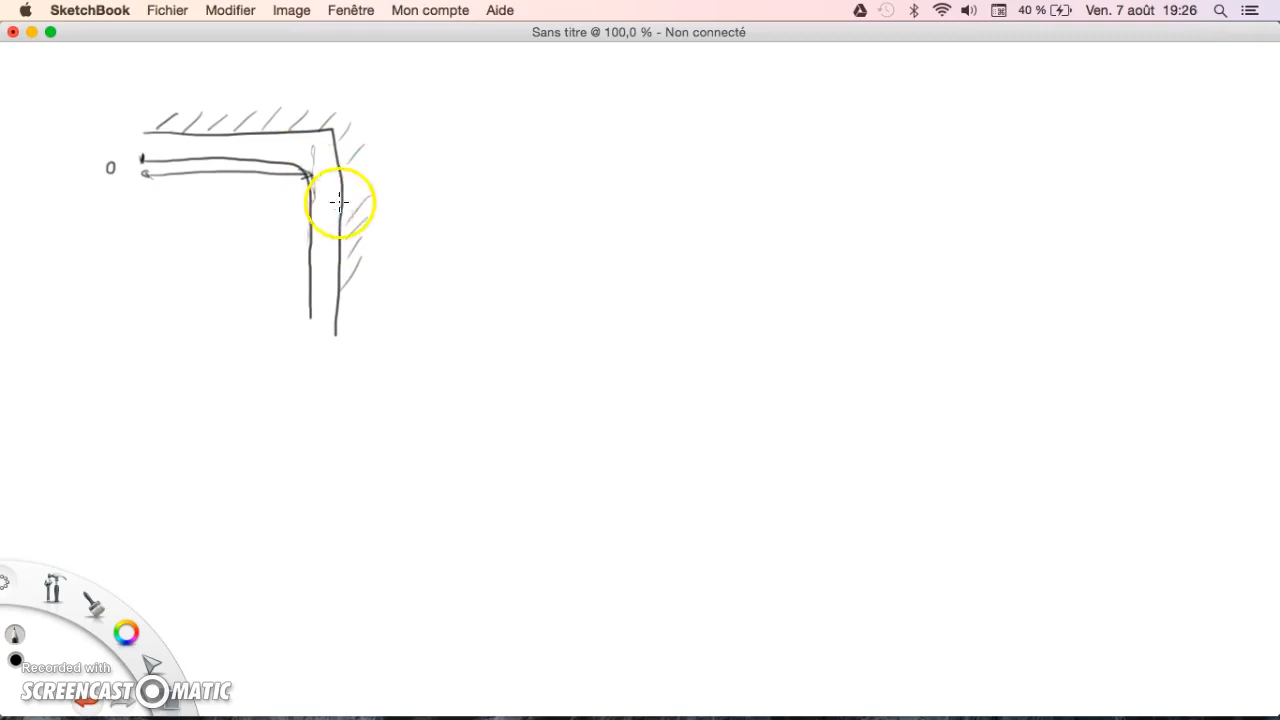 SketchBook Fichier Modifier Image Fenêtre Mon compte Aide 40 % Ven. 7 août 19:26
Sans titre @ 100,0 % - Non connecté
0
Recorded with
SCREENCAST O MATIC